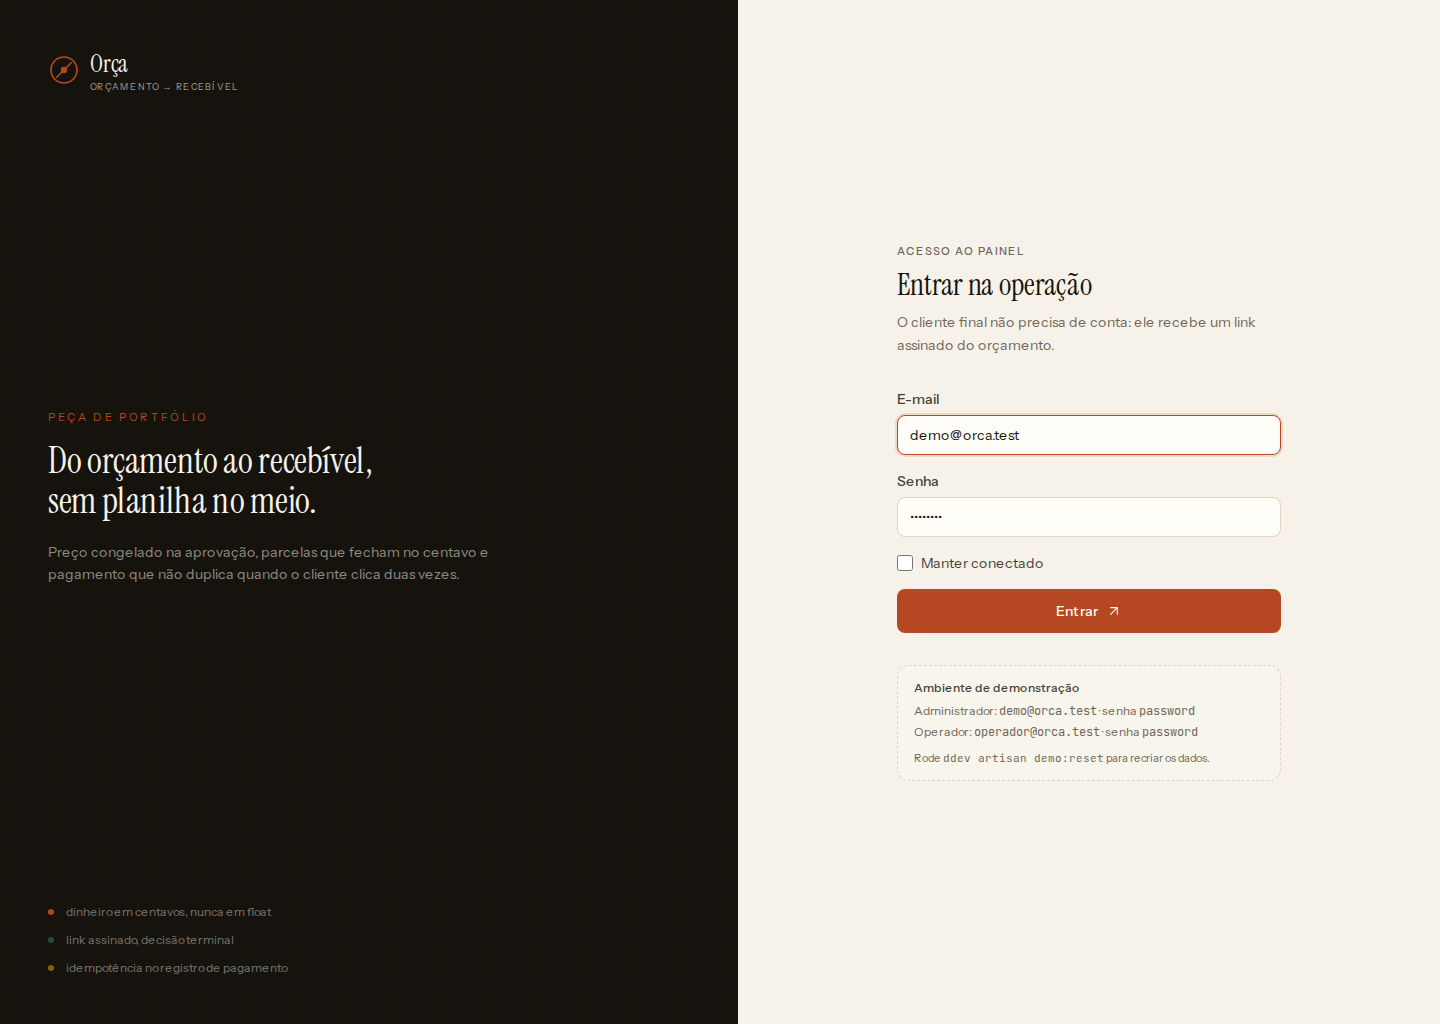 Orça
ORÇAMENTO → RECEBÍVEL
PEÇA DE PORTFÓLIO
Do orçamento ao recebível,
sem planilha no meio.
Preço congelado na aprovação, parcelas que fecham no centavo e
pagamento que não duplica quando o cliente clica duas vezes.
dinheiro em centavos, nunca em float
link assinado, decisão terminal
idempotência no registro de pagamento
ACESSO AO PAINEL
Entrar na operação
O cliente final não precisa de conta: ele recebe um link
assinado do orçamento.
E-mail
demo@orca.test
Senha
••••••••
Manter conectado
Entrar
Ambiente de demonstração
Administrador: demo@orca.test · senha password
Operador: operador@orca.test · senha password
Rode ddev artisan demo:reset para recriar os dados.